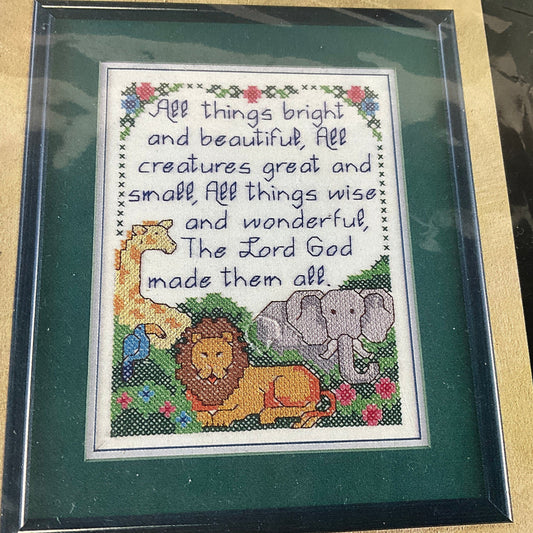 All things bright
and beautiful, All
creatures great and
small, All things wise
and wonderful,
The Lord God
made them all.